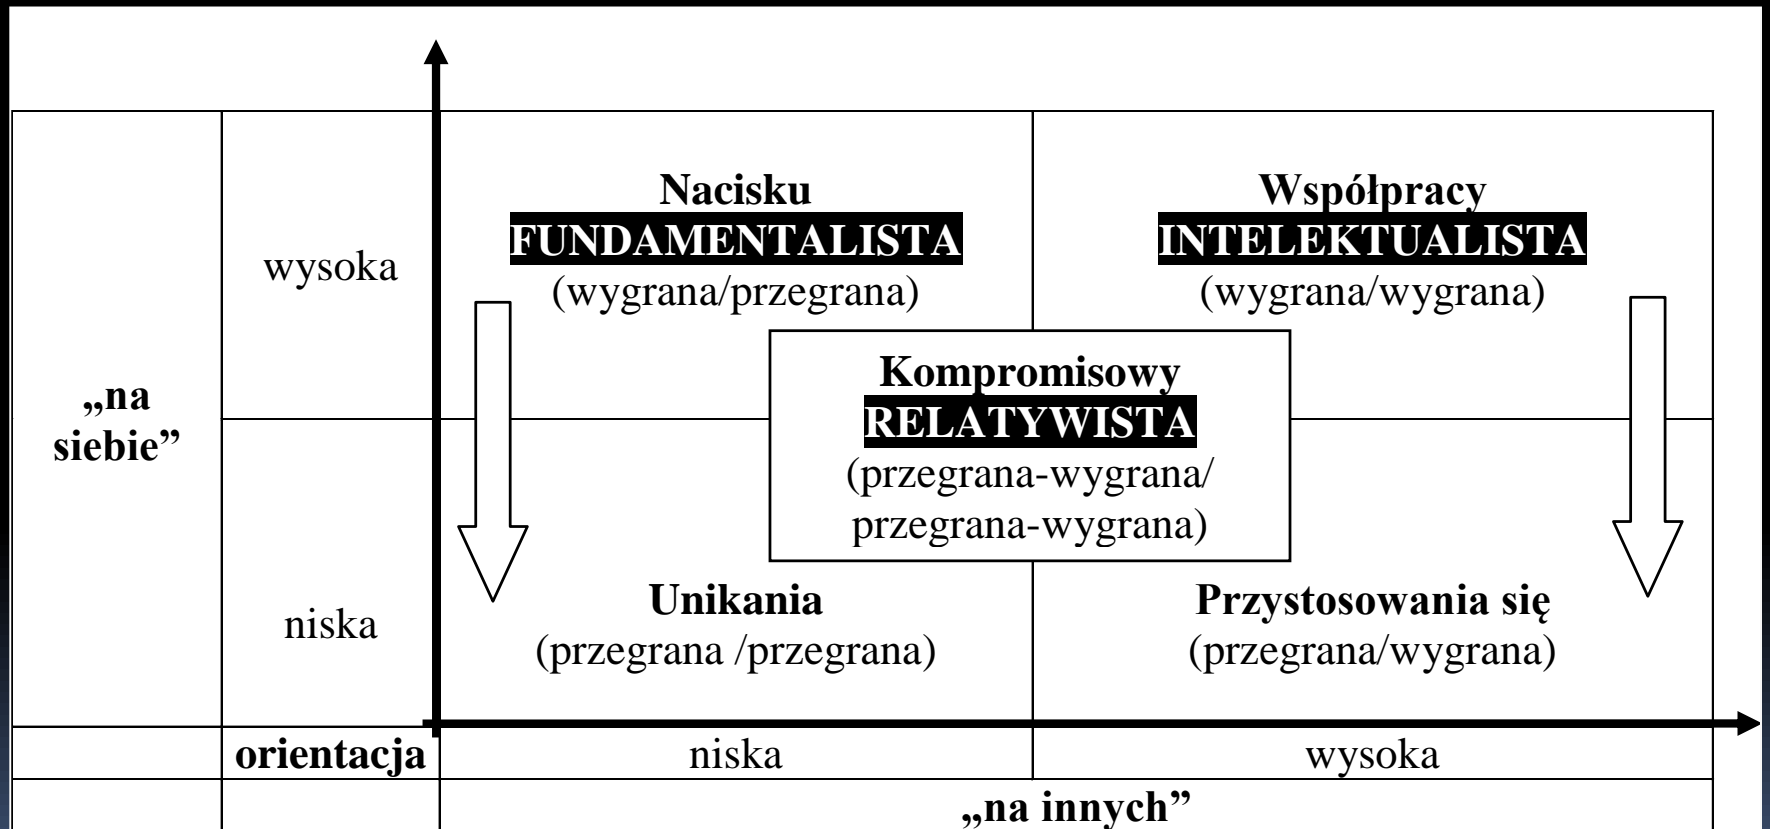 Nacisku
FUNDAMENTALISTA
(wygrana/przegrana)
Współpracy
INTELEKTUALISTA
(wygrana/wygrana)
wysoka
„na
siebie”
Kompromisowy
RELATYWISTA
(przegrana-wygrana/
przegrana-wygrana)
niska
Unikania
(przegrana /przegrana)
Przystosowania się
(przegrana/wygrana)
orientacja
niska
wysoka
„na innych”